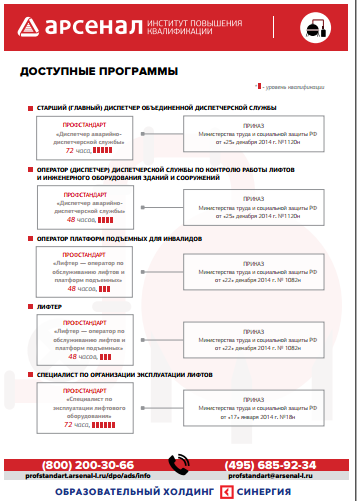 арсенал
ИНСТИТУТ ПОВЫШЕНИЯ
КВАЛИФИКАЦИИ
ДОСТУПНЫЕ ПРОГРАММЫ
* - уровень квалификации
СТАРШИЙ (ГЛАВНЫЙ) ДИСПЕТЧЕР ОБЪЕДИНЕННОЙ ДИСПЕТЧЕРСКОЙ СЛУЖБЫ
ПРОФСТАНДАРТ
«Диспетчер аварийно-
диспетчерской службы»
72 часа,
ПРИКАЗ
Министерства труда и социальной защиты РФ
от «25» декабря 2014 г. №1120н
ОПЕРАТОР (ДИСПЕТЧЕР) ДИСПЕТЧЕРСКОЙ СЛУЖБЫ ПО КОНТРОЛЮ РАБОТЫ ЛИФТОВ
И ИНЖЕНЕРНОГО ОБОРУДОВАНИЯ ЗДАНИЙ И СООРУЖЕНИЙ
ПРОФСТАНДАРТ
«Диспетчер аварийно-
диспетчерской службы»
48 часов,
ПРИКАЗ
Министерства труда и социальной защиты РФ
от «25» декабря 2014 г. №1120н
ОПЕРАТОР ПЛАТФОРМ ПОДЪЕМНЫХ ДЛЯ ИНВАЛИДОВ
ПРОФСТАНДАРТ
«Лифтер — оператор по
обслуживанию лифтов и
платформ подъемных»
48 часов,
ПРИКАЗ
Министерства труда и социальной защиты РФ
от «22» декабря 2014 г. № 1082н
ЛИФТЕР
ПРОФСТАНДАРТ
«Лифтер — оператор по
обслуживанию лифтов и
платформ подъемных»
48 часов,
ПРИКАЗ
Министерства труда и социальной защиты РФ
от «22» декабря 2014 г. № 1082н
СПЕЦИАЛИСТ ПО ОРГАНИЗАЦИИ ЭКСПЛУАТАЦИИ ЛИФТОВ
ПРОФСТАНДАРТ
«Специалист по
эксплуатации лифтового
оборудования»
72 часа,
ПРИКАЗ
Министерства труда и социальной защиты РФ
от «17» января 2014 г. №18н
(800) 200-30-66
profstandart.arsenal-i.ru/dpo/ads/info
(495) 685-92-34
profstandart@arsenal-i.ru
ОБРАЗОВАТЕЛЬНЫЙ ХОЛДИНГ СИНЕРГИЯ